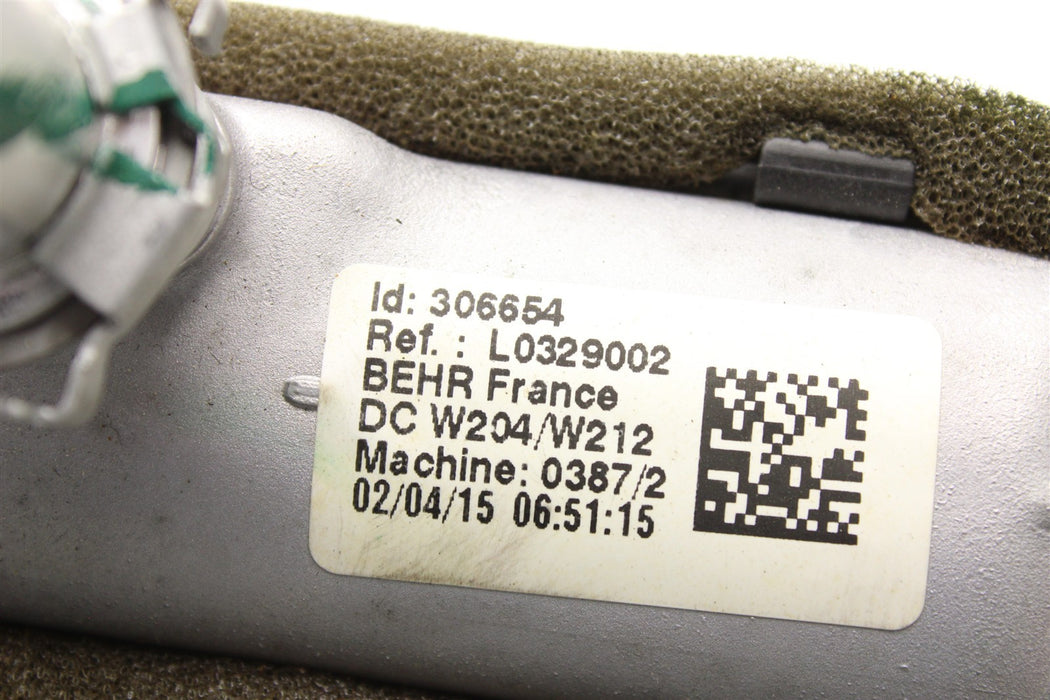 Id: 306654
Ref. : L0329002
BEHR France
DC W204/W212
Machine: 0387/2
02/04/15 06:51:15